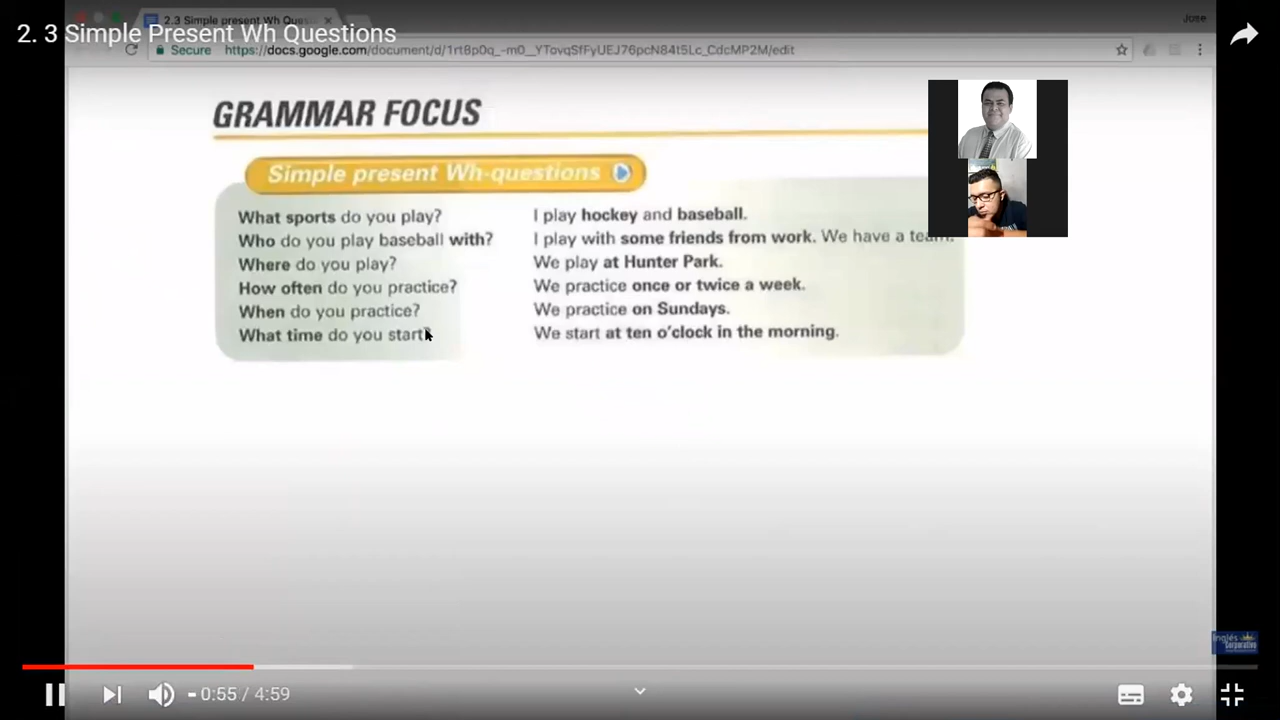 2. 3 Simple Present Wh Questions
2.3 Simple present Wh Ques
Jose
Secure https://docs.google.com/document/d/1rt8p0q_-m0__YTovqSfFyUEJ76pcN84t5Lc_CdcMP2M/edit
GRAMMAR FOCUS
Simple present Wh-questions
What sports do you play? I play hockey and baseball.
Who do you play baseball with? I play with some friends from work. We have a team.
Where do you play? We play at Hunter Park.
How often do you practice? We practice once or twice a week.
When do you practice? We practice on Sundays.
What time do you start? We start at ten o'clock in the morning.
Inglés
Corporativo
0:55 / 4:59